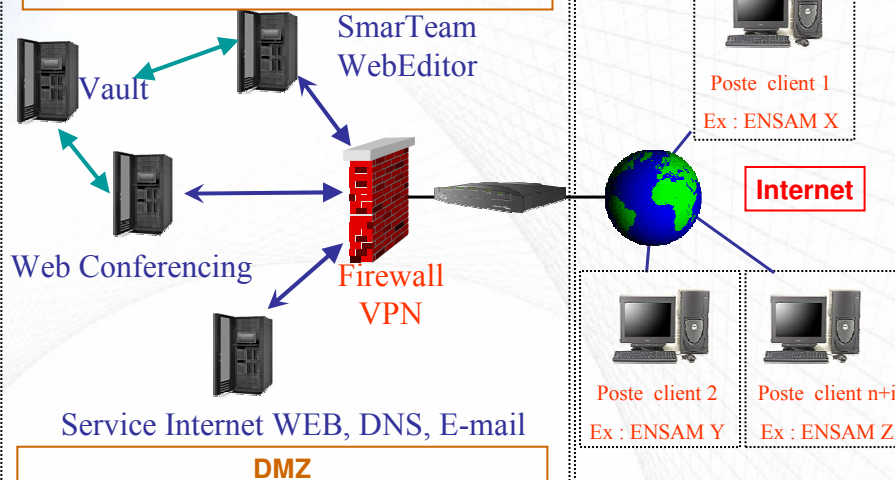 SmarTeam
WebEditor
Vault
Web Conferencing
Firewall
VPN
Service Internet WEB, DNS, E-mail
DMZ
Poste client 1
Ex : ENSAM X
Internet
Poste client 2
Ex : ENSAM Y
Poste client n+i
Ex : ENSAM Z